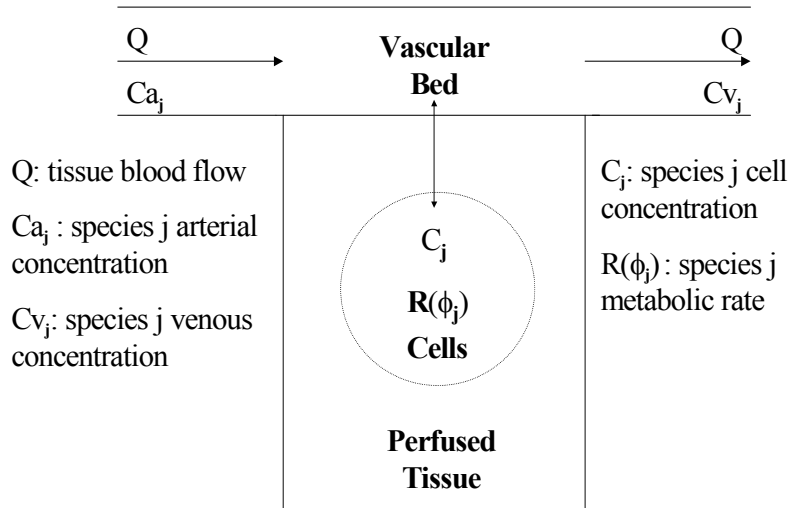 Q
Ca_j
Vascular
Bed
Q
Cv_j
Q: tissue blood flow
Ca_j : species j arterial
concentration
Cv_j: species j venous
concentration
C_j
R(ϕ_j)
Cells
Perfused
Tissue
C_j: species j cell
concentration
R(ϕ_j) : species j
metabolic rate